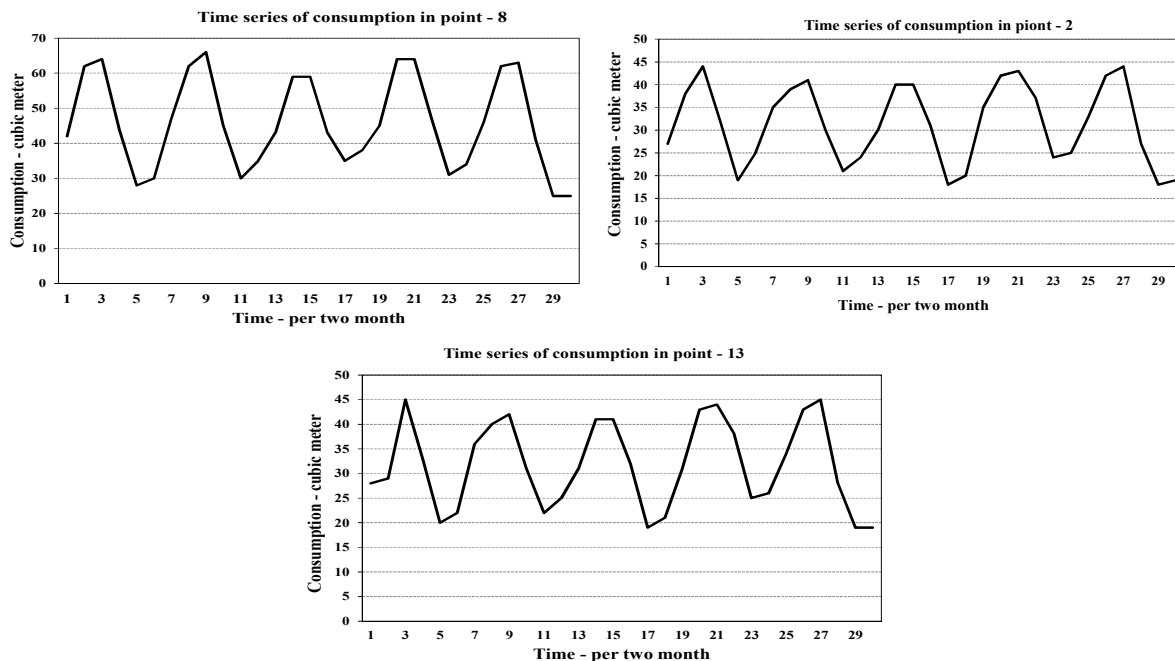 Time series of consumption in point - 8
70
60
50
40
30
20
10
0
Consumption - cubic meter
1 3 5 7 9 11 13 15 17 19 21 23 25 27 29
Time - per two month
Time series of consumption in piont - 2
50
45
40
35
30
25
20
15
10
5
0
Consumption - cubic meter
1 3 5 7 9 11 13 15 17 19 21 23 25 27 29
Time - per two month
Time series of consumption in point - 13
50
45
40
35
30
25
20
15
10
5
0
Consumption - cubic meter
1 3 5 7 9 11 13 15 17 19 21 23 25 27 29
Time - per two month